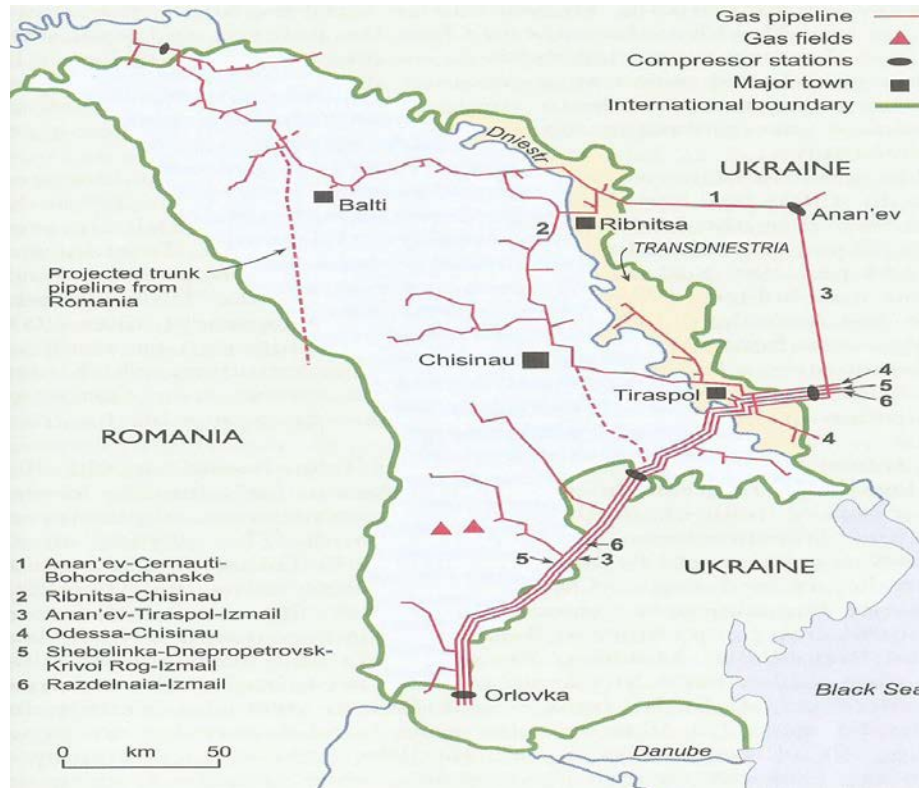 Gas pipeline
Gas fields
Compressor stations
Major town
International boundary
Dniestr
UKRAINE
1
Anan'ev
Balti
2
Ribnitsa
TRANSDNIESTRIA
Projected trunk
pipeline from
Romania
3
Chisinau
4
5
6
Tiraspol
ROMANIA
4
6
5
3
UKRAINE
1 Anan'ev-Cernauti-
Bohorodchanske
2 Ribnitsa-Chisinau
3 Anan'ev-Tiraspol-Izmail
4 Odessa-Chisinau
5 Shebelinka-Dnepropetrovsk-
Krivoi Rog-Izmail
6 Razdelnaia-Izmail
Orlovka
Black Sea
0 km 50
Danube